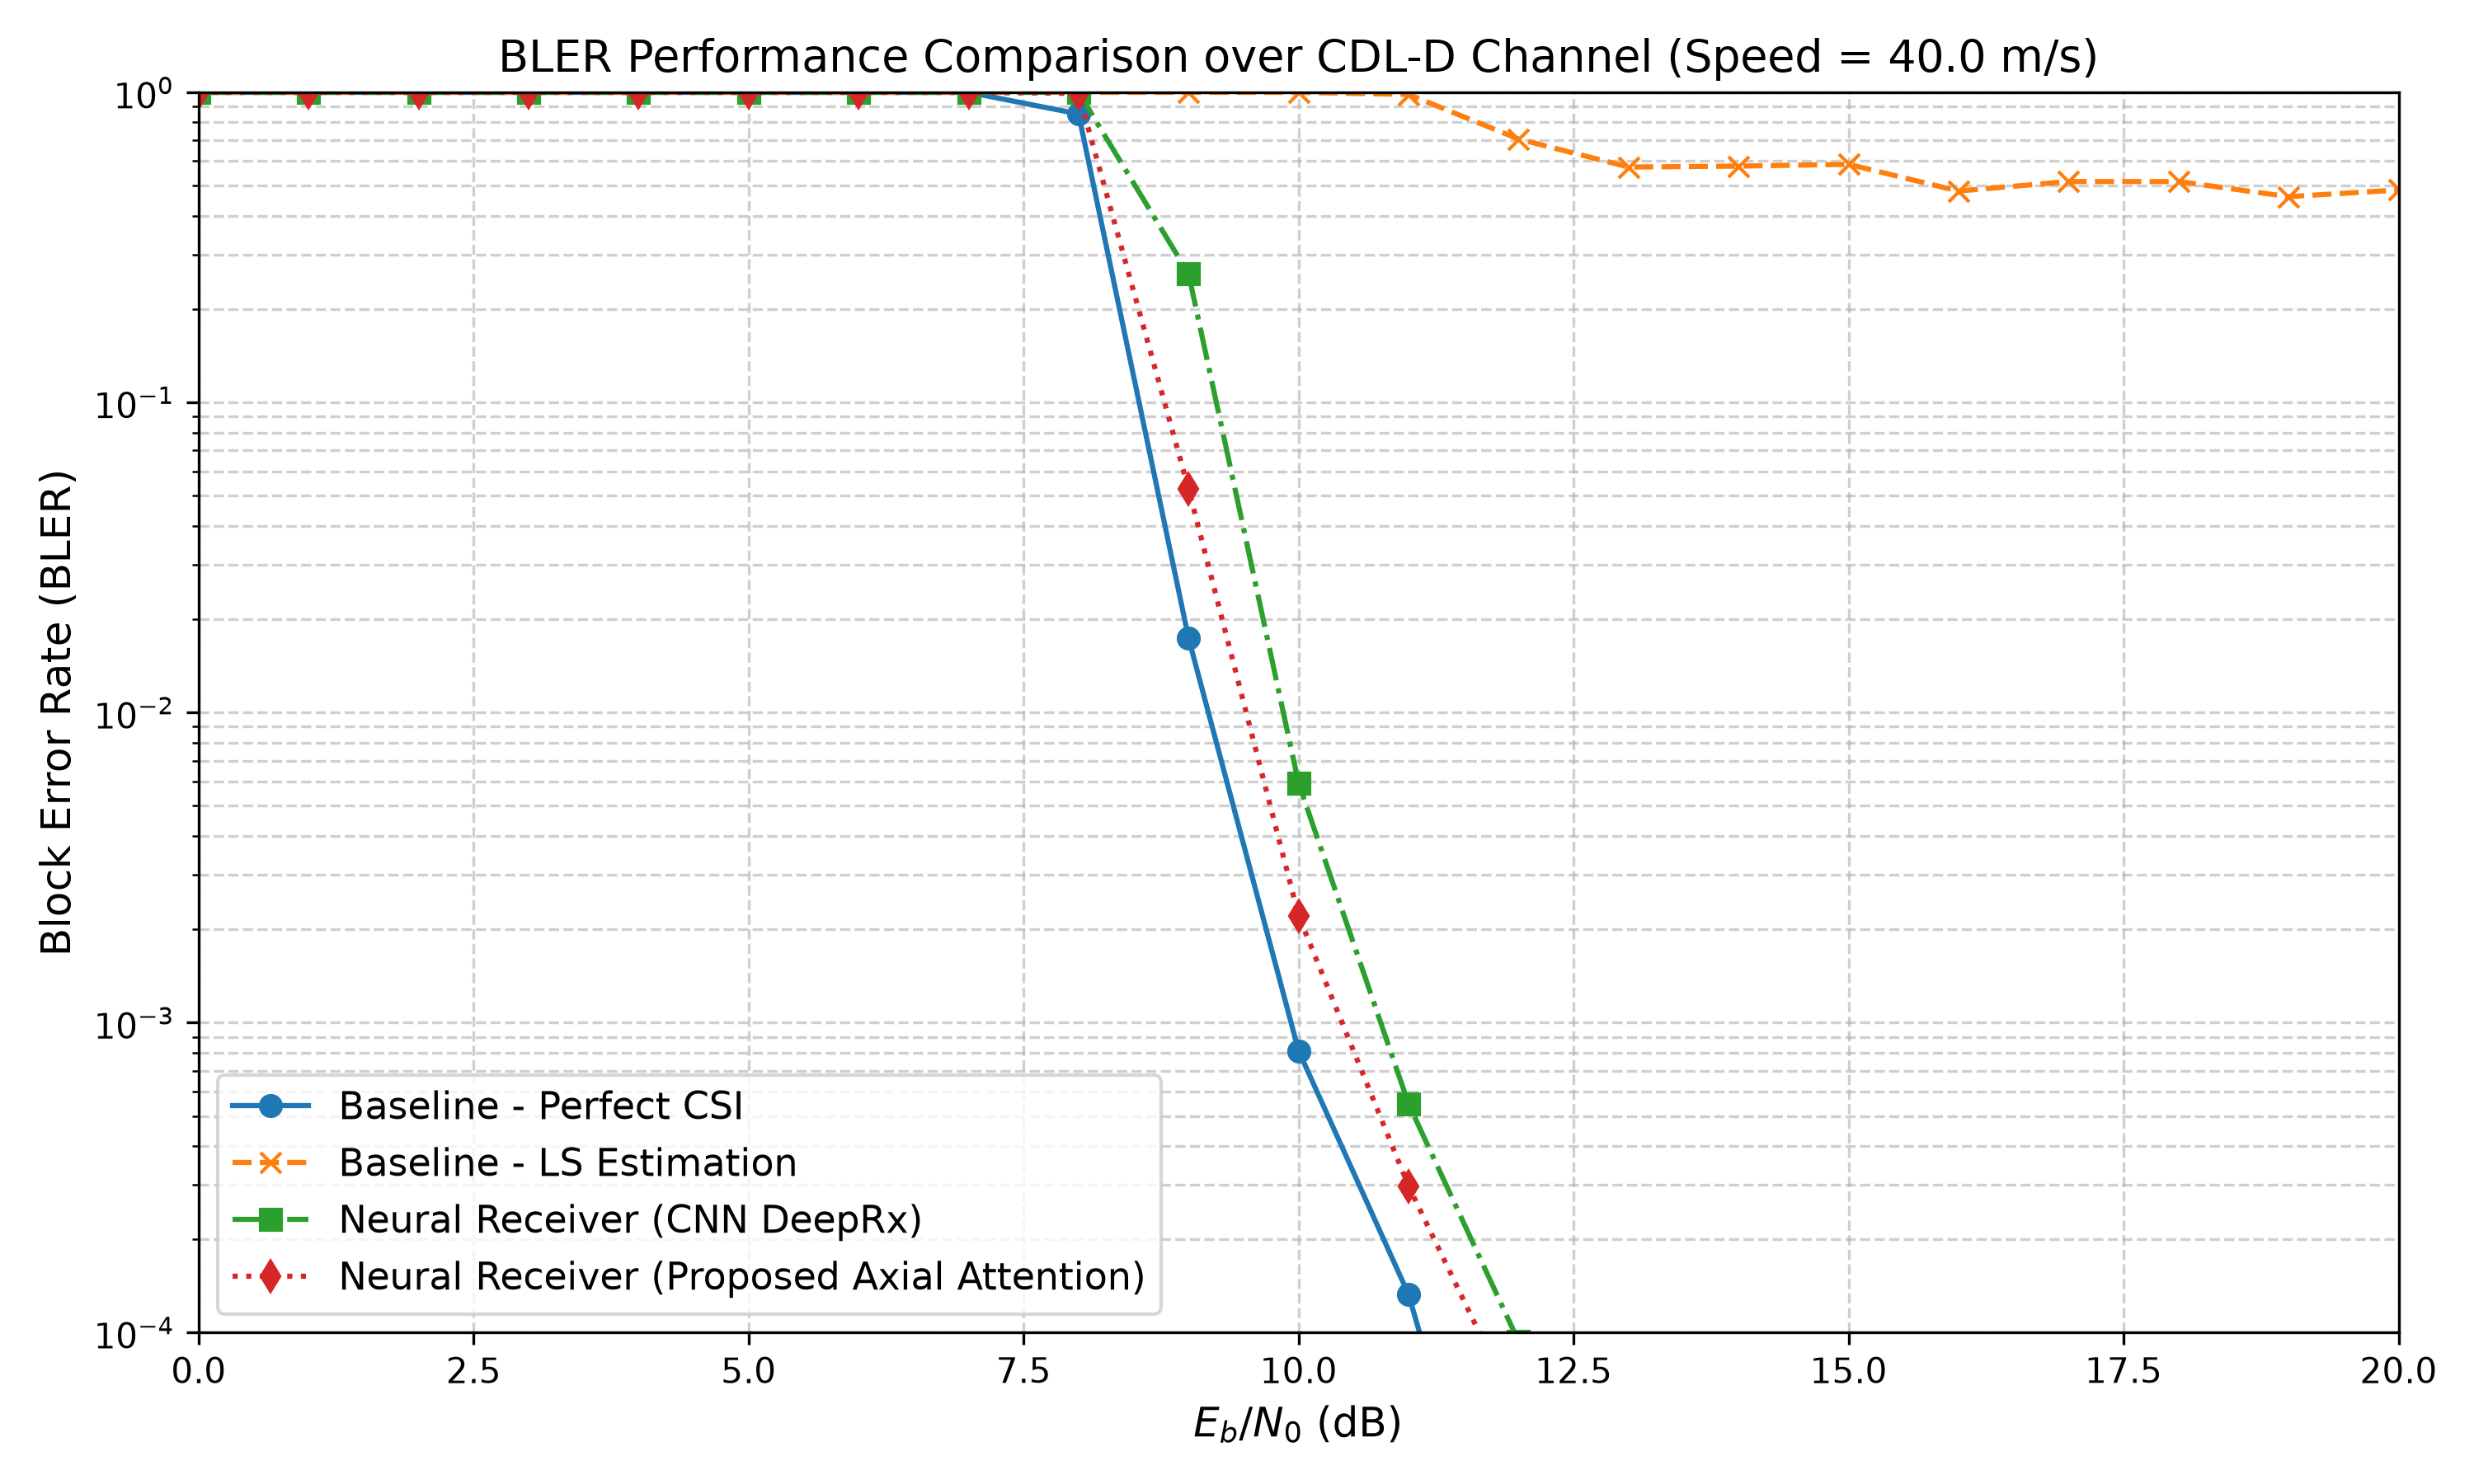 BLER Performance Comparison over CDL-D Channel (Speed = 40.0 m/s)
10⁰
10⁻¹
10⁻²
10⁻³
10⁻⁴
Block Error Rate (BLER)
Baseline - Perfect CSI
Baseline - LS Estimation
Neural Receiver (CNN DeepRx)
Neural Receiver (Proposed Axial Attention)
0.0 2.5 5.0 7.5 10.0 12.5 15.0 17.5 20.0
E_b/N_0 (dB)